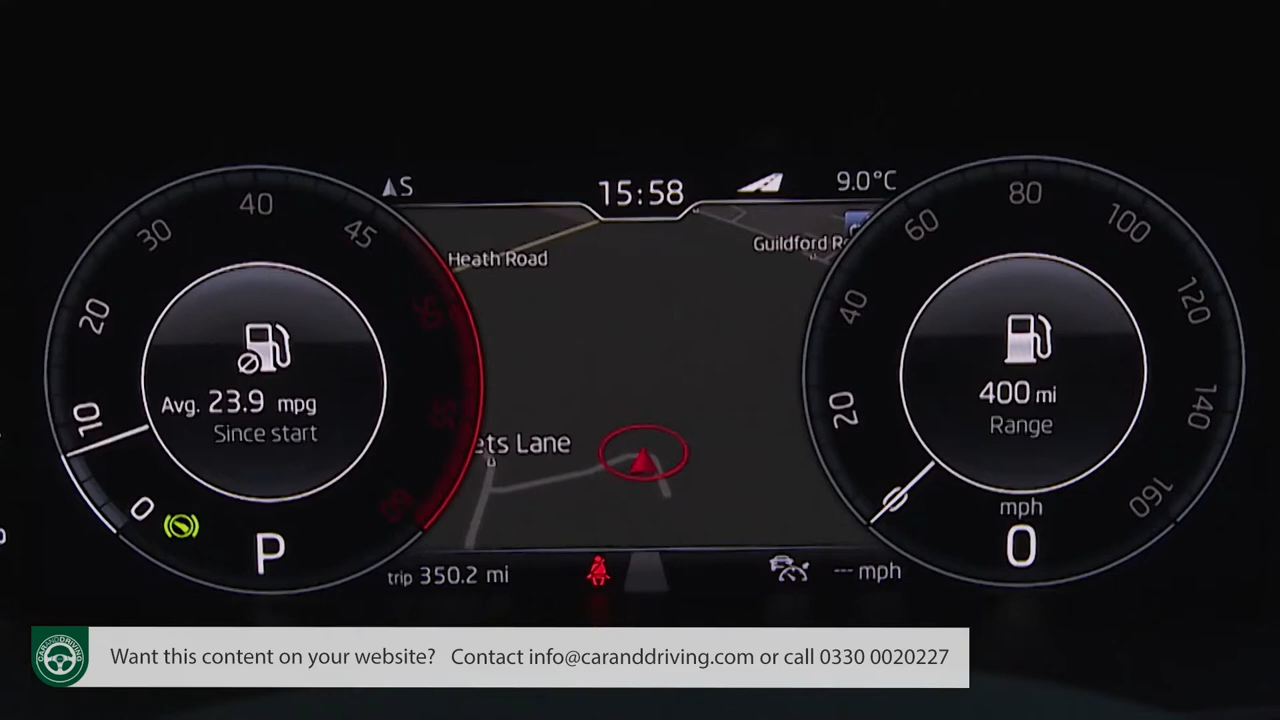 S
15:58
9.0°C
40
30
45
20
10
0
Avg. 23.9 mpg
Since start
P
Heath Road
Guildford R
ets Lane
trip 350.2 mi
--- mph
80
60
100
40
120
20
140
160
400 mi
Range
mph
0
CARANDDRIVING
Want this content on your website? Contact info@caranddriving.com or call 0330 0020227